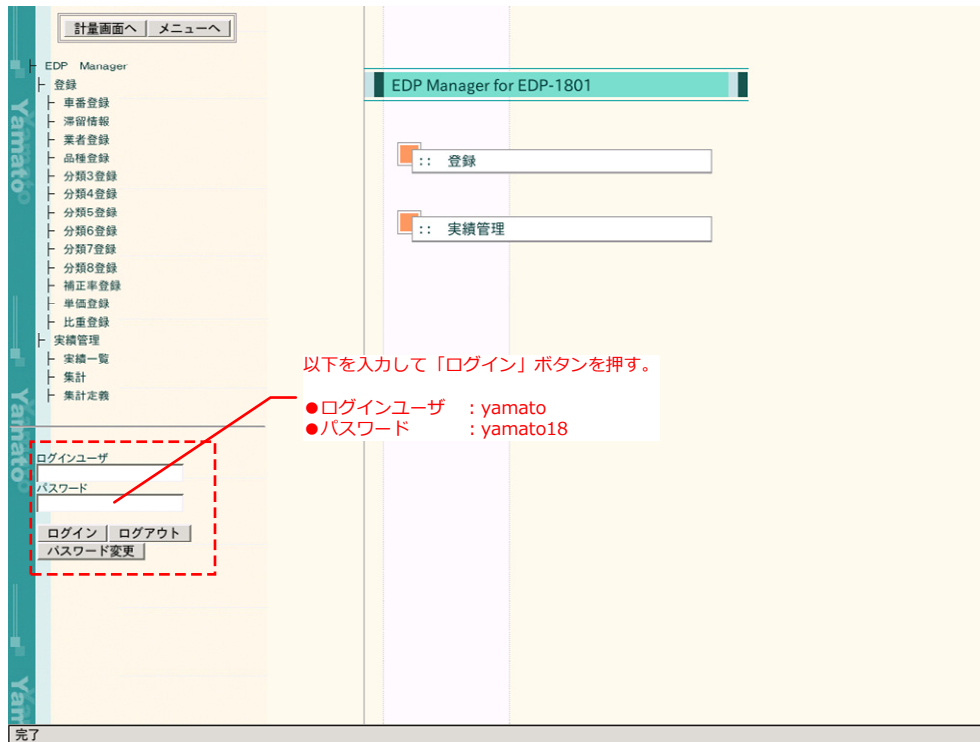 計量画面へ
メニューへ
EDP Manager
登録
車番登録
滞留情報
業者登録
品種登録
分類3登録
分類4登録
分類5登録
分類6登録
分類7登録
分類8登録
補正率登録
単価登録
比重登録
実績管理
実績一覧
集計
集計定義
ログインユーザ
パスワード
ログイン
ログアウト
パスワード変更
Yamato
Yamato
Yam
EDP Manager for EDP-1801
:: 登録
:: 実績管理
以下を入力して「ログイン」ボタンを押す。
●ログインユーザ :yamato
●パスワード :yamato18
完了